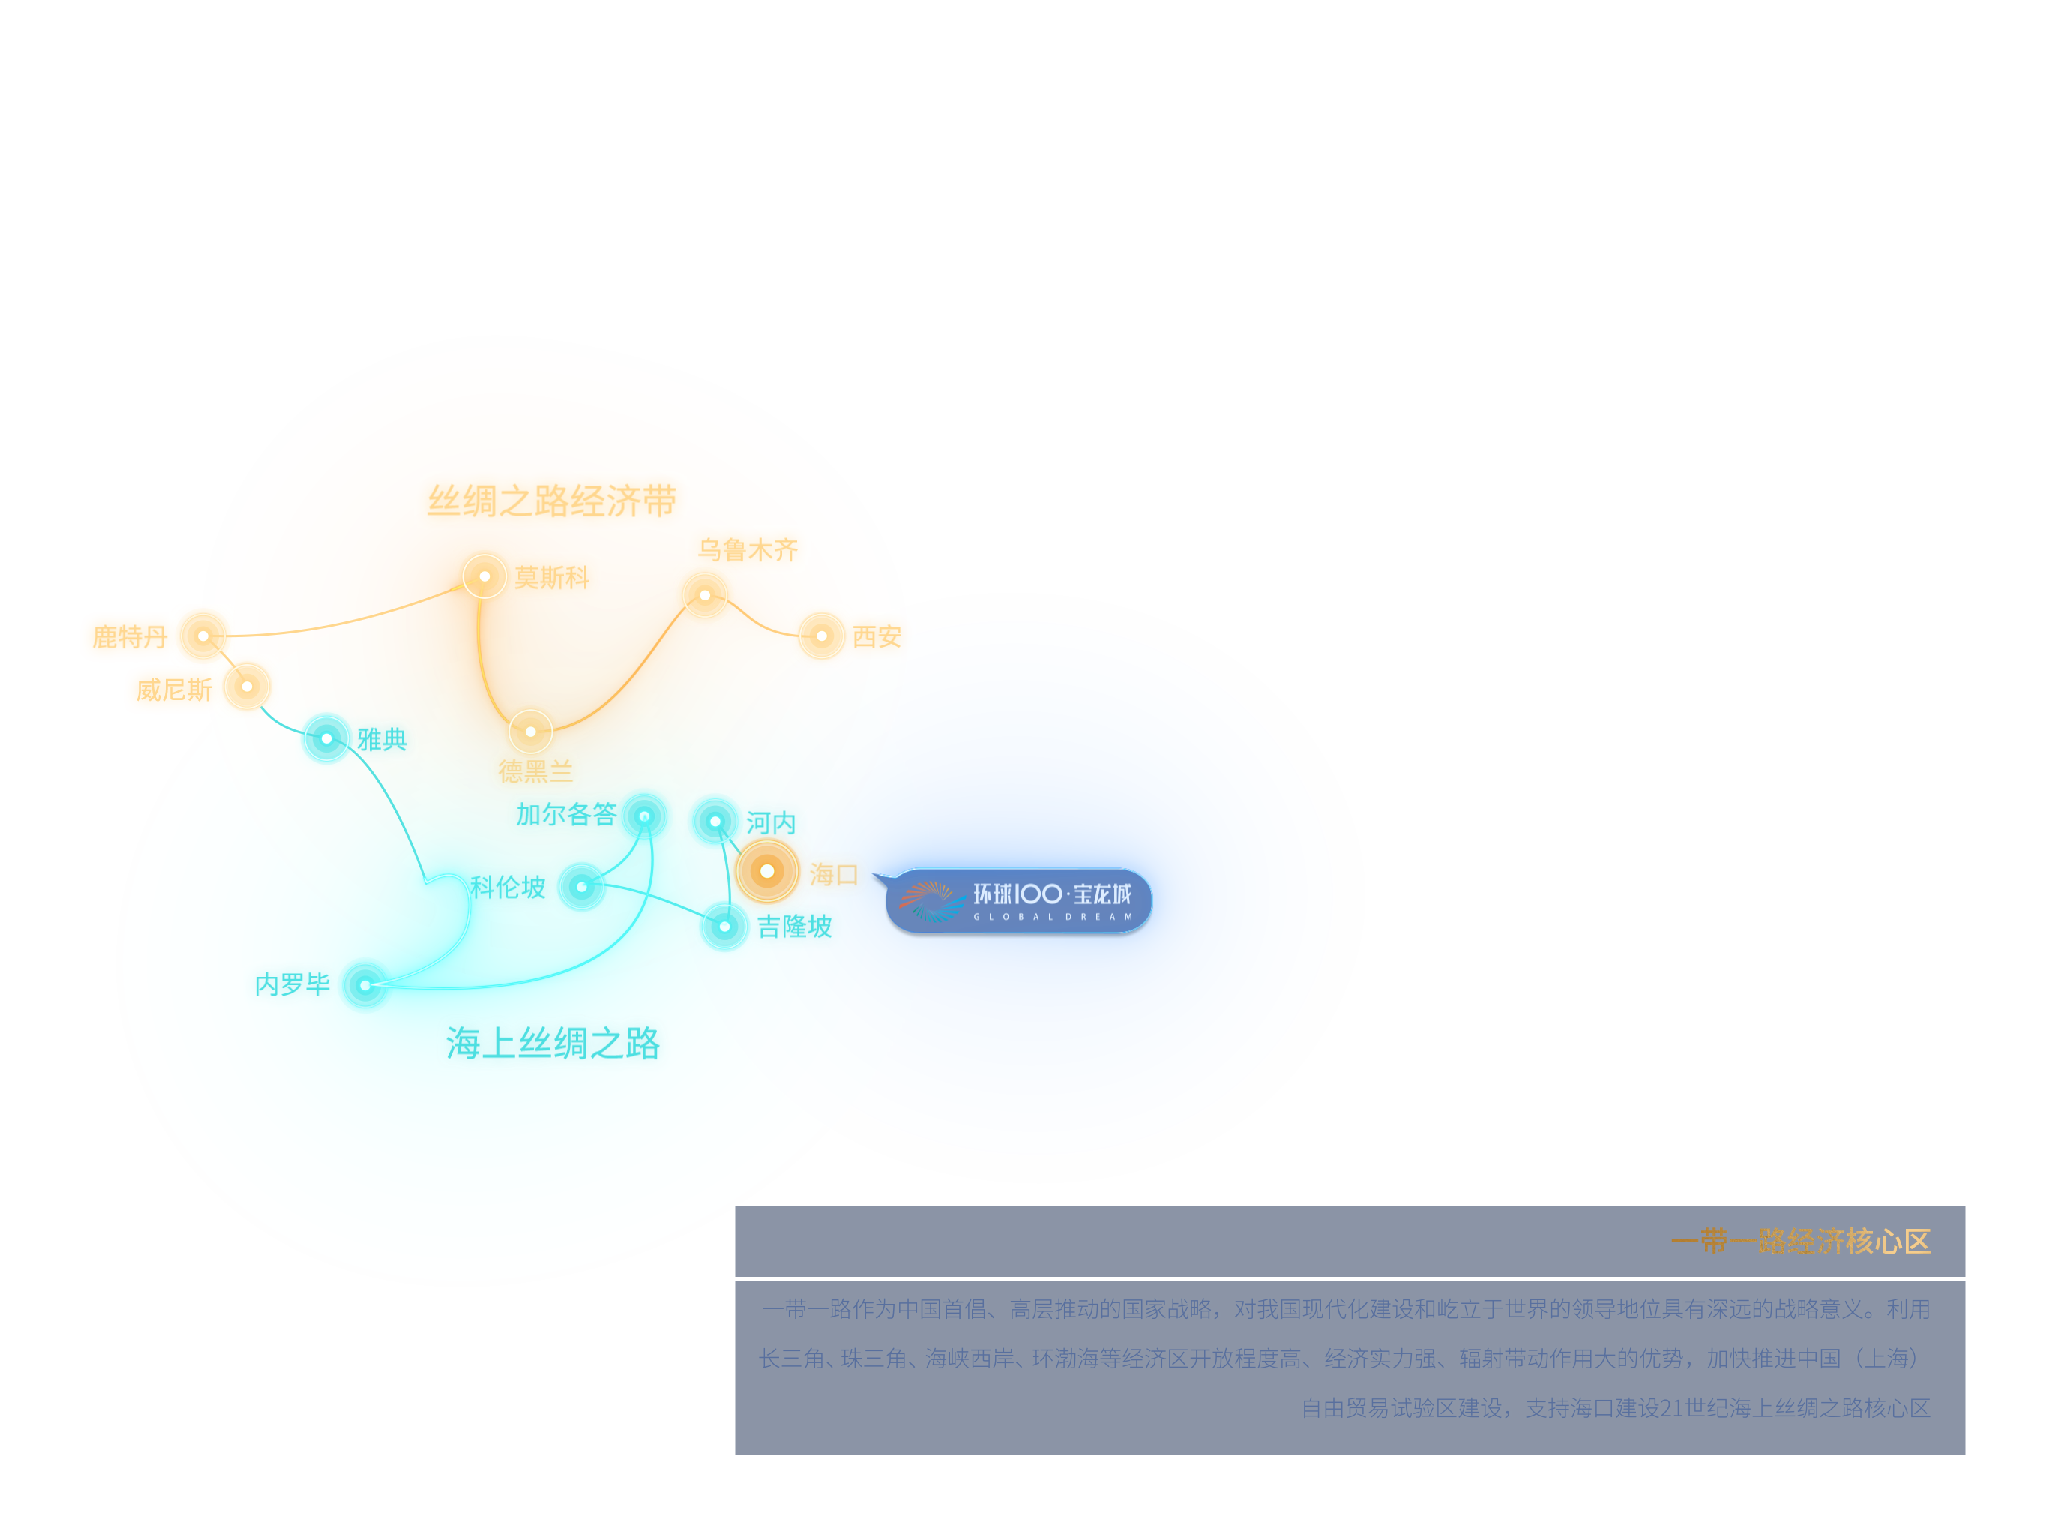 丝绸之路经济带
乌鲁木齐
莫斯科
鹿特丹
西安
威尼斯
雅典
德黑兰
加尔各答
河内
海口
科伦坡
环球100·宝龙城
GLOBAL DREAM
吉隆坡
内罗毕
海上丝绸之路
一带一路经济核心区
一带一路作为中国首倡、高层推动的国家战略，对我国现代化建设和屹立于世界的领导地位具有深远的战略意义。利用
长三角、珠三角、海峡西岸、环渤海等经济区开放程度高、经济实力强、辐射带动作用大的优势，加快推进中国（上海）
自由贸易试验区建设，支持海口建设21世纪海上丝绸之路核心区